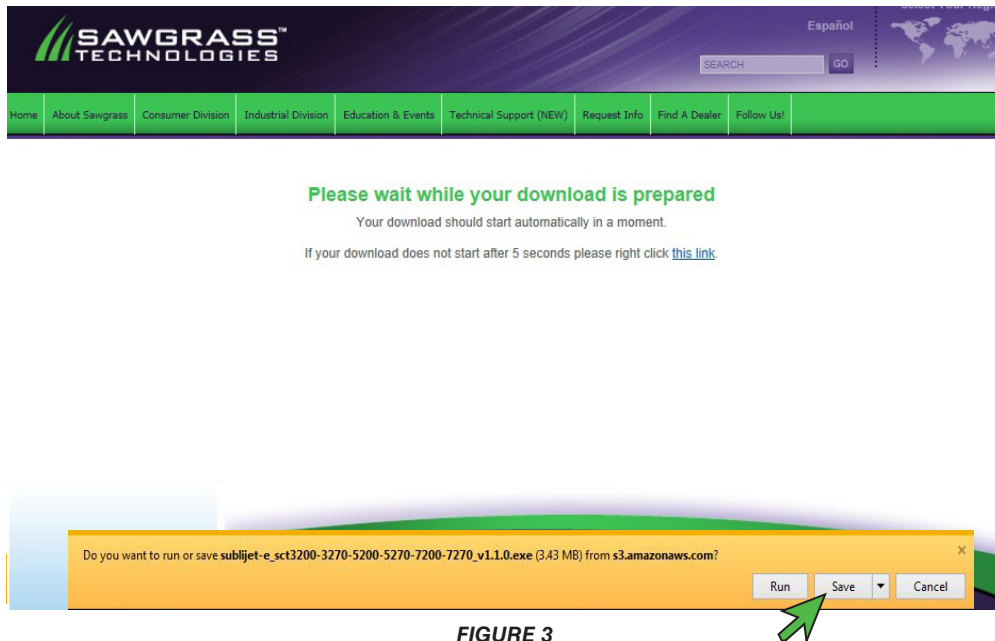 Select Your Regi
SAWGRASS™
TECHNOLOGIES
Español
SEARCH
GO
Home About Sawgrass Consumer Division Industrial Division Education & Events Technical Support (NEW) Request Info Find A Dealer Follow Us!
Please wait while your download is prepared
Your download should start automatically in a moment.
If your download does not start after 5 seconds please right click this link.
Do you want to run or save sublijet-e_sct3200-3270-5200-5270-7200-7270_v1.1.0.exe (3.43 MB) from s3.amazonaws.com?
Run Save Cancel
FIGURE 3